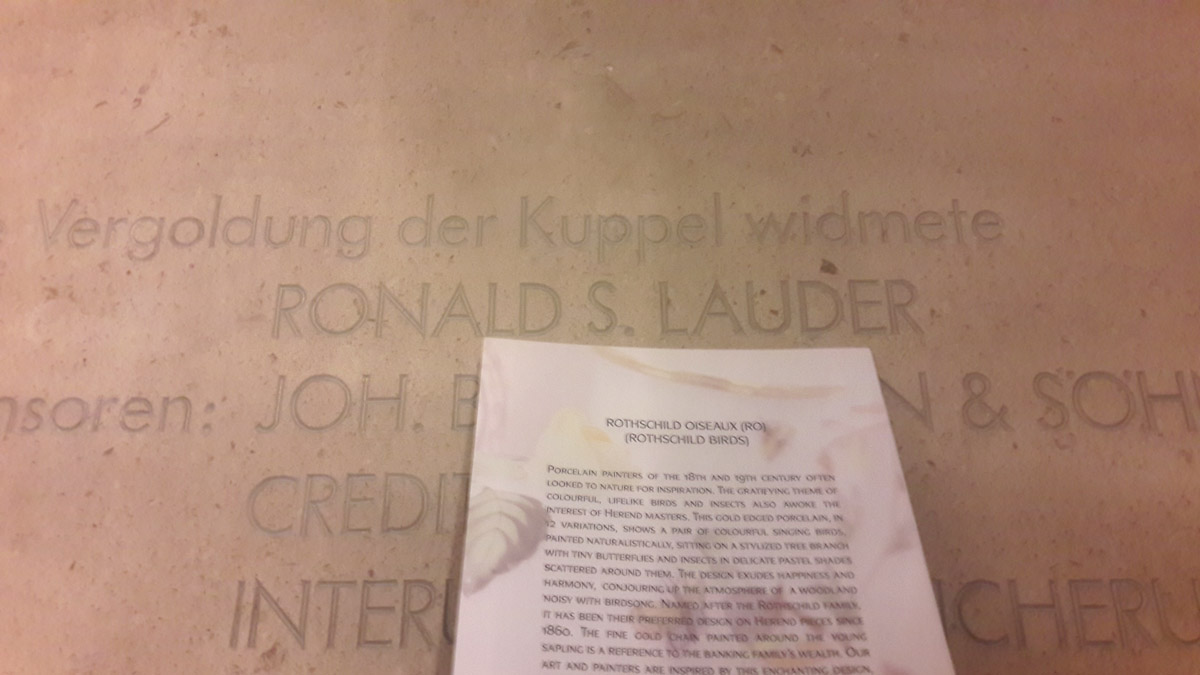 Vergoldung der Kuppel widmete
RONALD S. LAUDER
nsoren: JOH. B N & SÖH
CREDIT
INTERU CHERU
ROTHSCHILD OISEAUX (RO)
(ROTHSCHILD BIRDS)
PORCELAIN PAINTERS OF THE 18TH AND 19TH CENTURY OFTEN
LOOKED TO NATURE FOR INSPIRATION. THE GRATIFYING THEME OF
COLOURFUL, LIFELIKE BIRDS AND INSECTS ALSO AWOKE THE
INTEREST OF HEREND MASTERS. THIS GOLD EDGED PORCELAIN, IN
12 VARIATIONS, SHOWS A PAIR OF COLOURFUL SINGING BIRDS,
PAINTED NATURALISTICALLY, SITTING ON A STYLIZED TREE BRANCH
WITH TINY BUTTERFLIES AND INSECTS IN DELICATE PASTEL SHADES
SCATTERED AROUND THEM. THE DESIGN EXUDES HAPPINESS AND
HARMONY, CONJOURING UP THE ATMOSPHERE OF A WOODLAND
NOISY WITH BIRDSONG. NAMED AFTER THE ROTHSCHILD FAMILY,
IT HAS BEEN THEIR PREFERRED DESIGN ON HEREND PIECES SINCE
1860. THE FINE GOLD CHAIN PAINTED AROUND THE YOUNG
SAPLING IS A REFERENCE TO THE BANKING FAMILY'S WEALTH. OUR
ART AND PAINTERS ARE INSPIRED BY THIS ENCHANTING DESIGN,